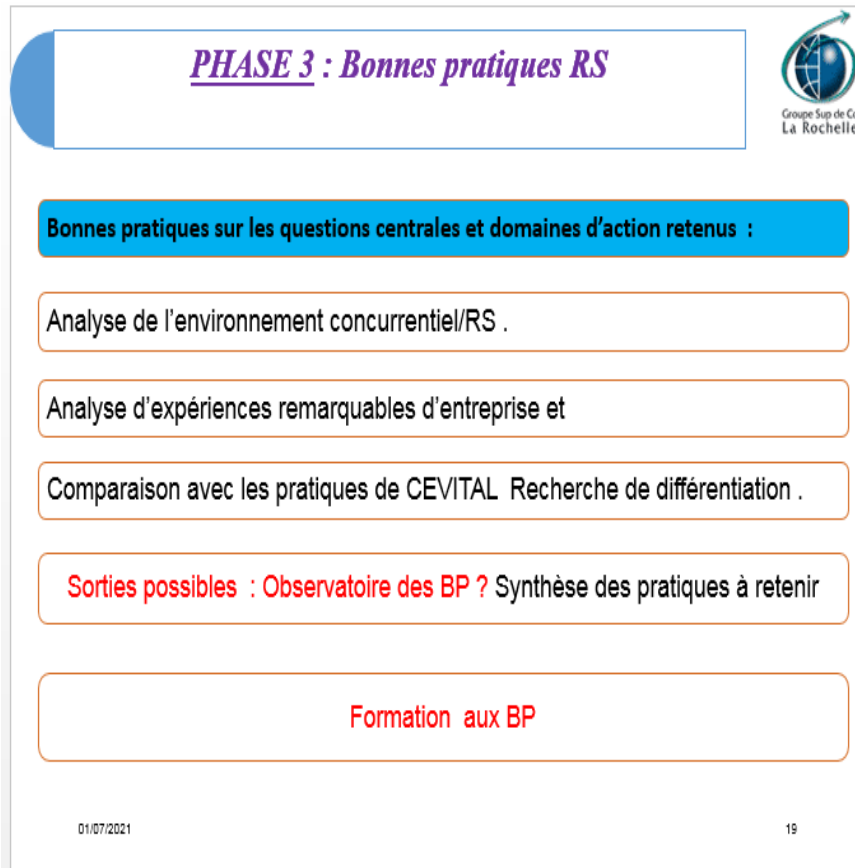 PHASE 3 : Bonnes pratiques RS
Groupe Sup de Co
La Rochelle
Bonnes pratiques sur les questions centrales et domaines d’action retenus :
Analyse de l’environnement concurrentiel/RS .
Analyse d’expériences remarquables d’entreprise et
Comparaison avec les pratiques de CEVITAL Recherche de différentiation .
Sorties possibles : Observatoire des BP ? Synthèse des pratiques à retenir
Formation aux BP
01/07/2021
19